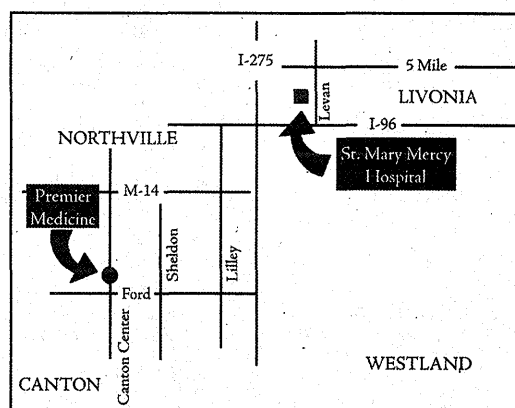 I-275
5 Mile
Levan
LIVONIA
I-96
NORTHVILLE
St. Mary Mercy
Hospital
Premier
Medicine
M-14
Sheldon
Lilley
Ford
Canton Center
WESTLAND
CANTON